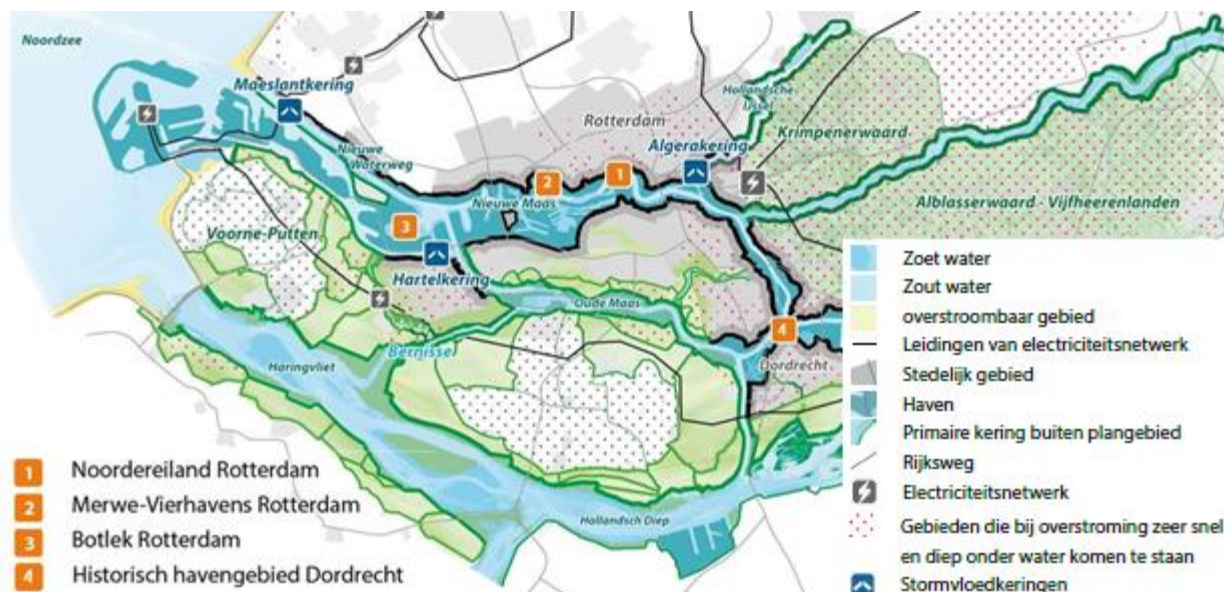 Noordzee
Maeslantkering
Hollandsche
IJssel
Rotterdam
Krimpenerwaard
Algerakering
Nieuwe
Waterweg
1
2
Nieuwe Maas
Alblasserwaard - Vijfheerenlanden
3
Voorne-Putten
Hartelkering
Oude Maas
4
Bernisse
Dordrecht
Haringvliet
Hollandsch Diep
1 Noordereiland Rotterdam
2 Merwe-Vierhavens Rotterdam
3 Botlek Rotterdam
4 Historisch havengebied Dordrecht
Zoet water
Zout water
overstroombaar gebied
Leidingen van electriciteitsnetwerk
Stedelijk gebied
Haven
Primaire kering buiten plangebied
Rijksweg
Electriciteitsnetwerk
Gebieden die bij overstroming zeer snel
en diep onder water komen te staan
Stormvloedkeringen